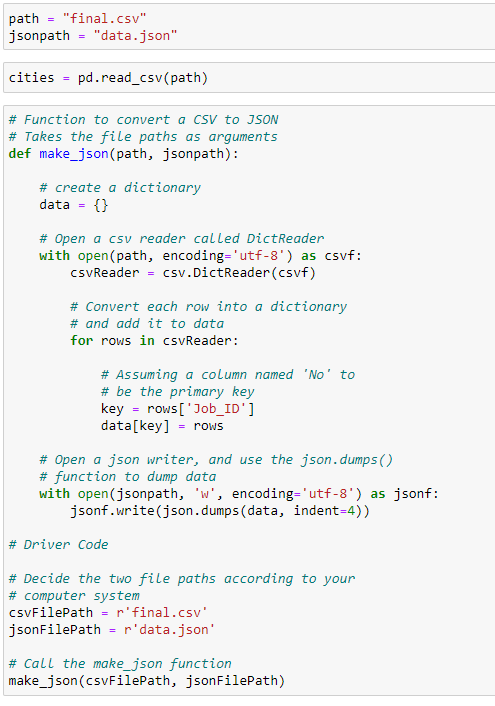 path = "final.csv"
jsonpath = "data.json"
cities = pd.read_csv(path)
# Function to convert a CSV to JSON
# Takes the file paths as arguments
def make_json(path, jsonpath):
    # create a dictionary
    data = {}
    # Open a csv reader called DictReader
    with open(path, encoding='utf-8') as csvf:
        csvReader = csv.DictReader(csvf)
        # Convert each row into a dictionary
        # and add it to data
        for rows in csvReader:
            # Assuming a column named 'No' to
            # be the primary key
            key = rows['Job_ID']
            data[key] = rows
    # Open a json writer, and use the json.dumps()
    # function to dump data
    with open(jsonpath, 'w', encoding='utf-8') as jsonf:
        jsonf.write(json.dumps(data, indent=4))
# Driver Code
# Decide the two file paths according to your
# computer system
csvFilePath = r'final.csv'
jsonFilePath = r'data.json'
# Call the make_json function
make_json(csvFilePath, jsonFilePath)